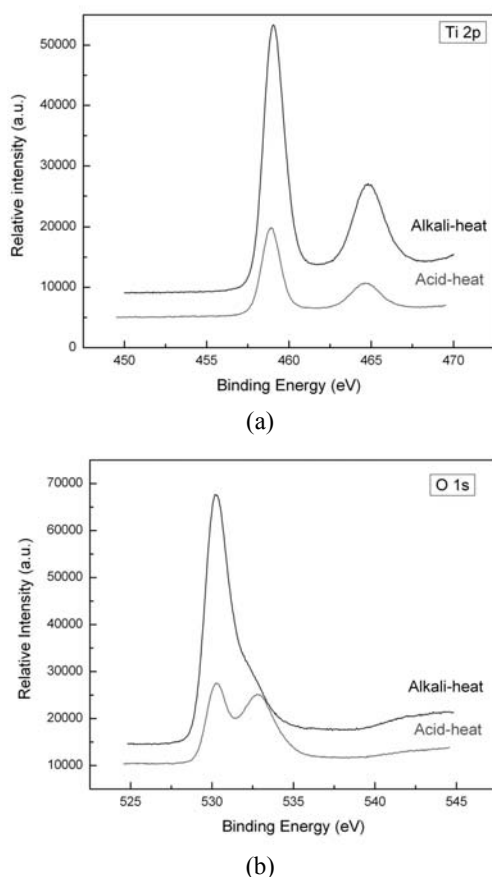 Ti 2p
50000
40000
30000
20000
10000
0
Relative intensity (a.u.)
Alkali-heat
Acid-heat
450
455
460
465
470
Binding Energy (eV)
(a)
O 1s
70000
60000
50000
40000
30000
20000
10000
Relative Intensity (a.u.)
Alkali-heat
Acid-heat
525
530
535
540
545
Binding Energy (eV)
(b)